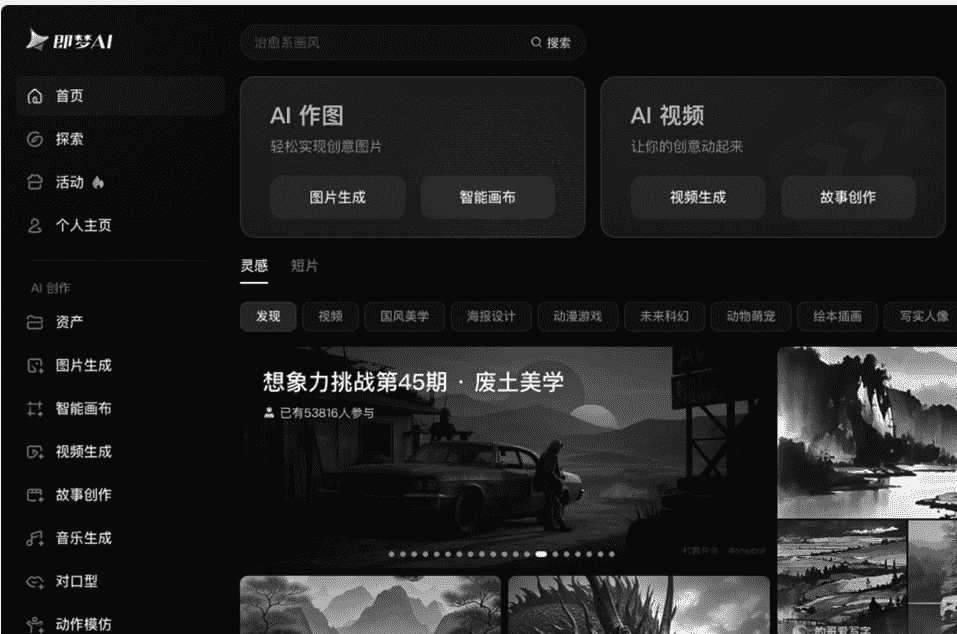 即梦AI
治愈系画风
搜索
首页
探索
活动
个人主页
AI 创作
资产
图片生成
智能画布
视频生成
故事创作
音乐生成
对口型
动作模仿
AI 作图
轻松实现创意图片
图片生成 智能画布
AI 视频
让你的创意动起来
视频生成 故事创作
灵感 短片
发现 视频 国风美学 海报设计 动漫游戏 未来科幻 动物萌宠 绘本插画 写实人像
想象力挑战第45期 · 废土美学
已有53816人参与